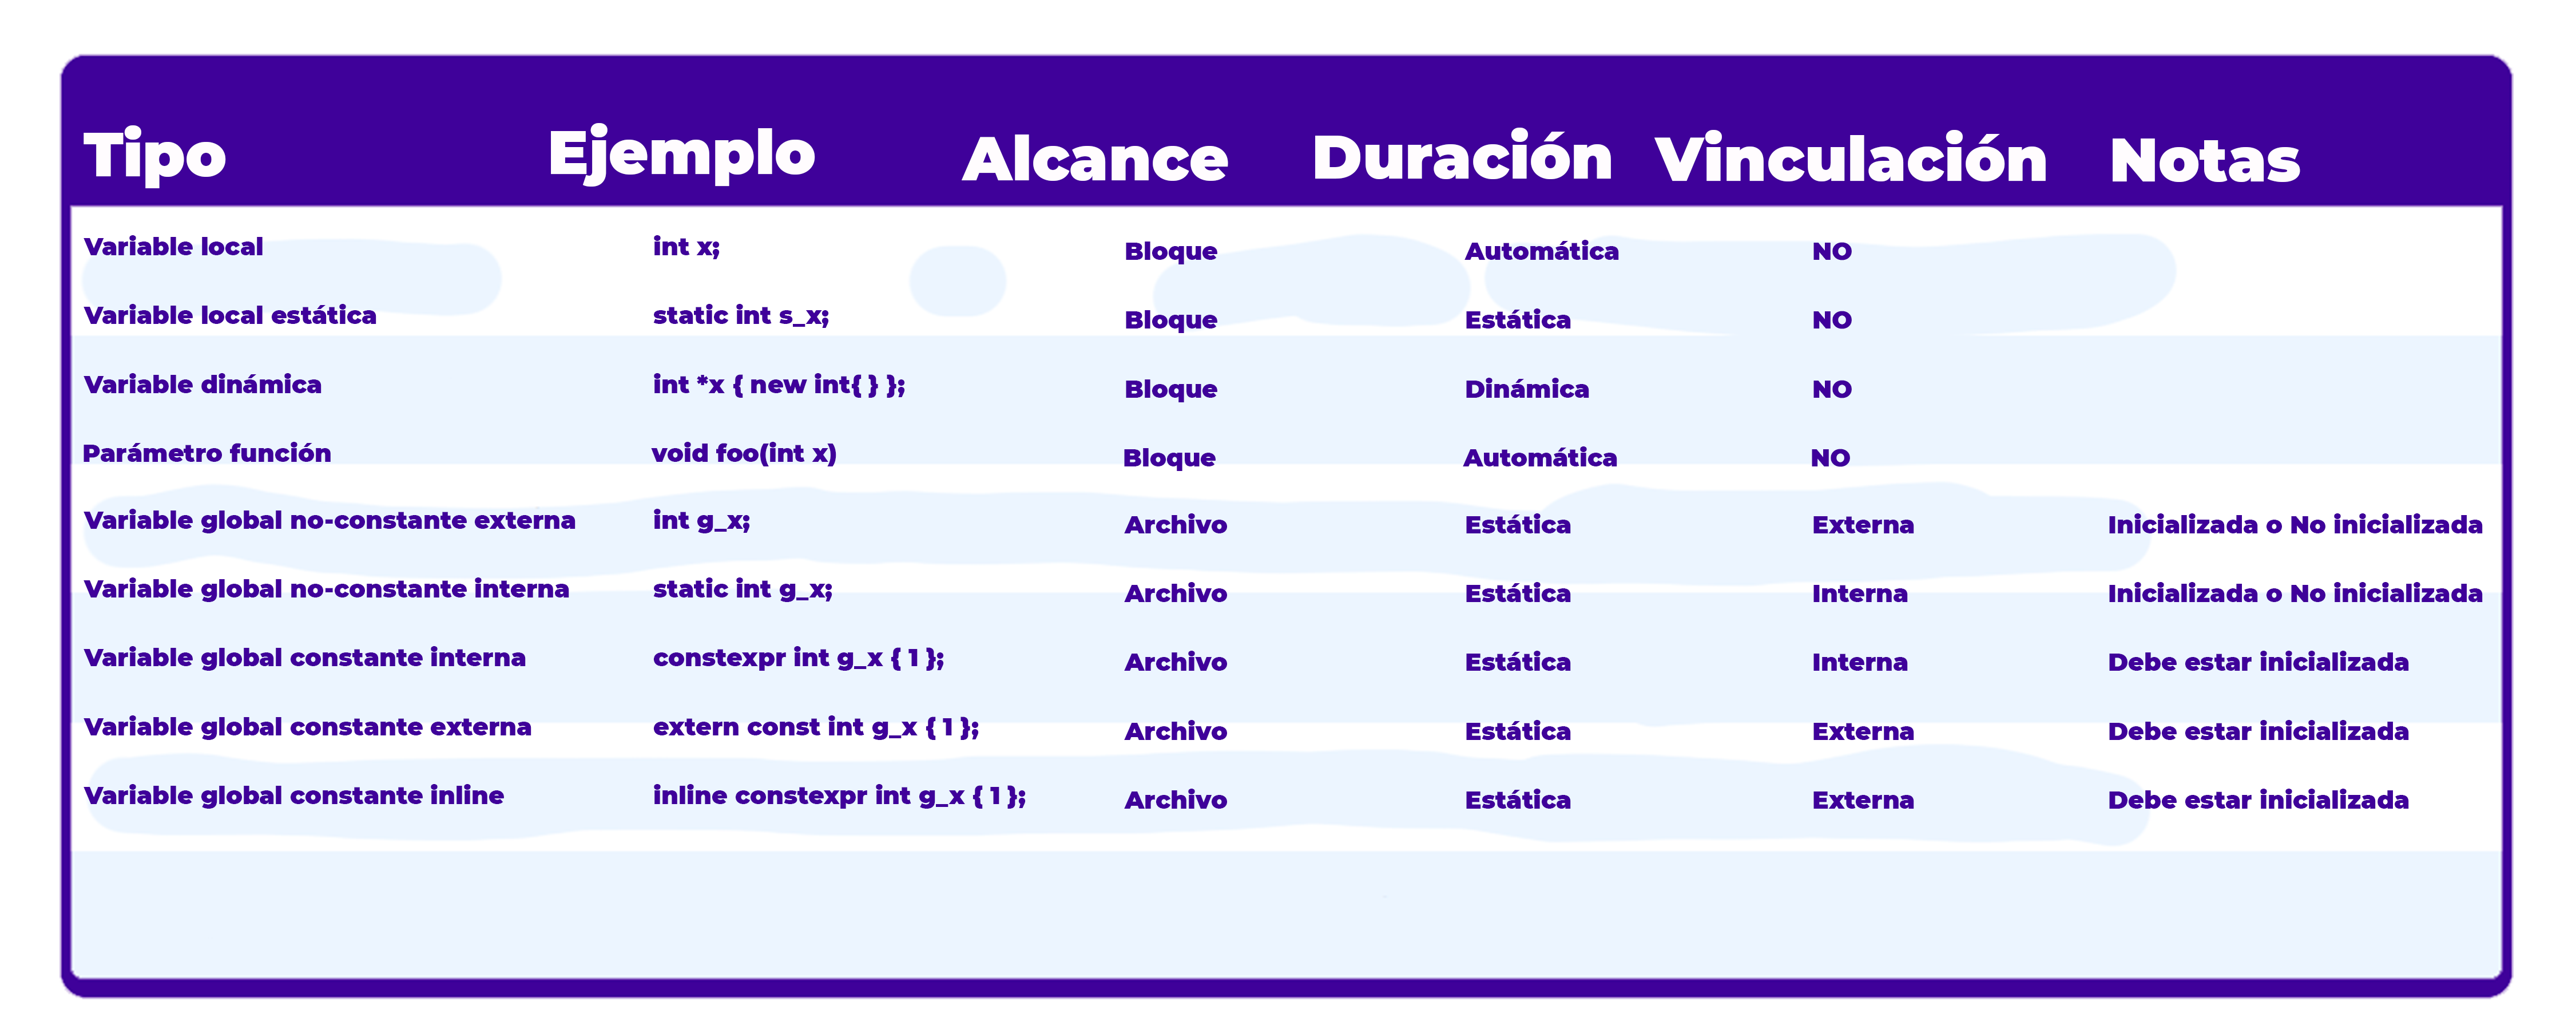 Tipo Ejemplo Alcance Duración Vinculación Notas
Variable local int x; Bloque Automática NO
Variable local estática static int s_x; Bloque Estática NO
Variable dinámica int *x { new int{ } }; Bloque Dinámica NO
Parámetro función void foo(int x) Bloque Automática NO
Variable global no-constante externa int g_x; Archivo Estática Externa Inicializada o No inicializada
Variable global no-constante interna static int g_x; Archivo Estática Interna Inicializada o No inicializada
Variable global constante interna constexpr int g_x { 1 }; Archivo Estática Interna Debe estar inicializada
Variable global constante externa extern const int g_x { 1 }; Archivo Estática Externa Debe estar inicializada
Variable global constante inline inline constexpr int g_x { 1 }; Archivo Estática Externa Debe estar inicializada